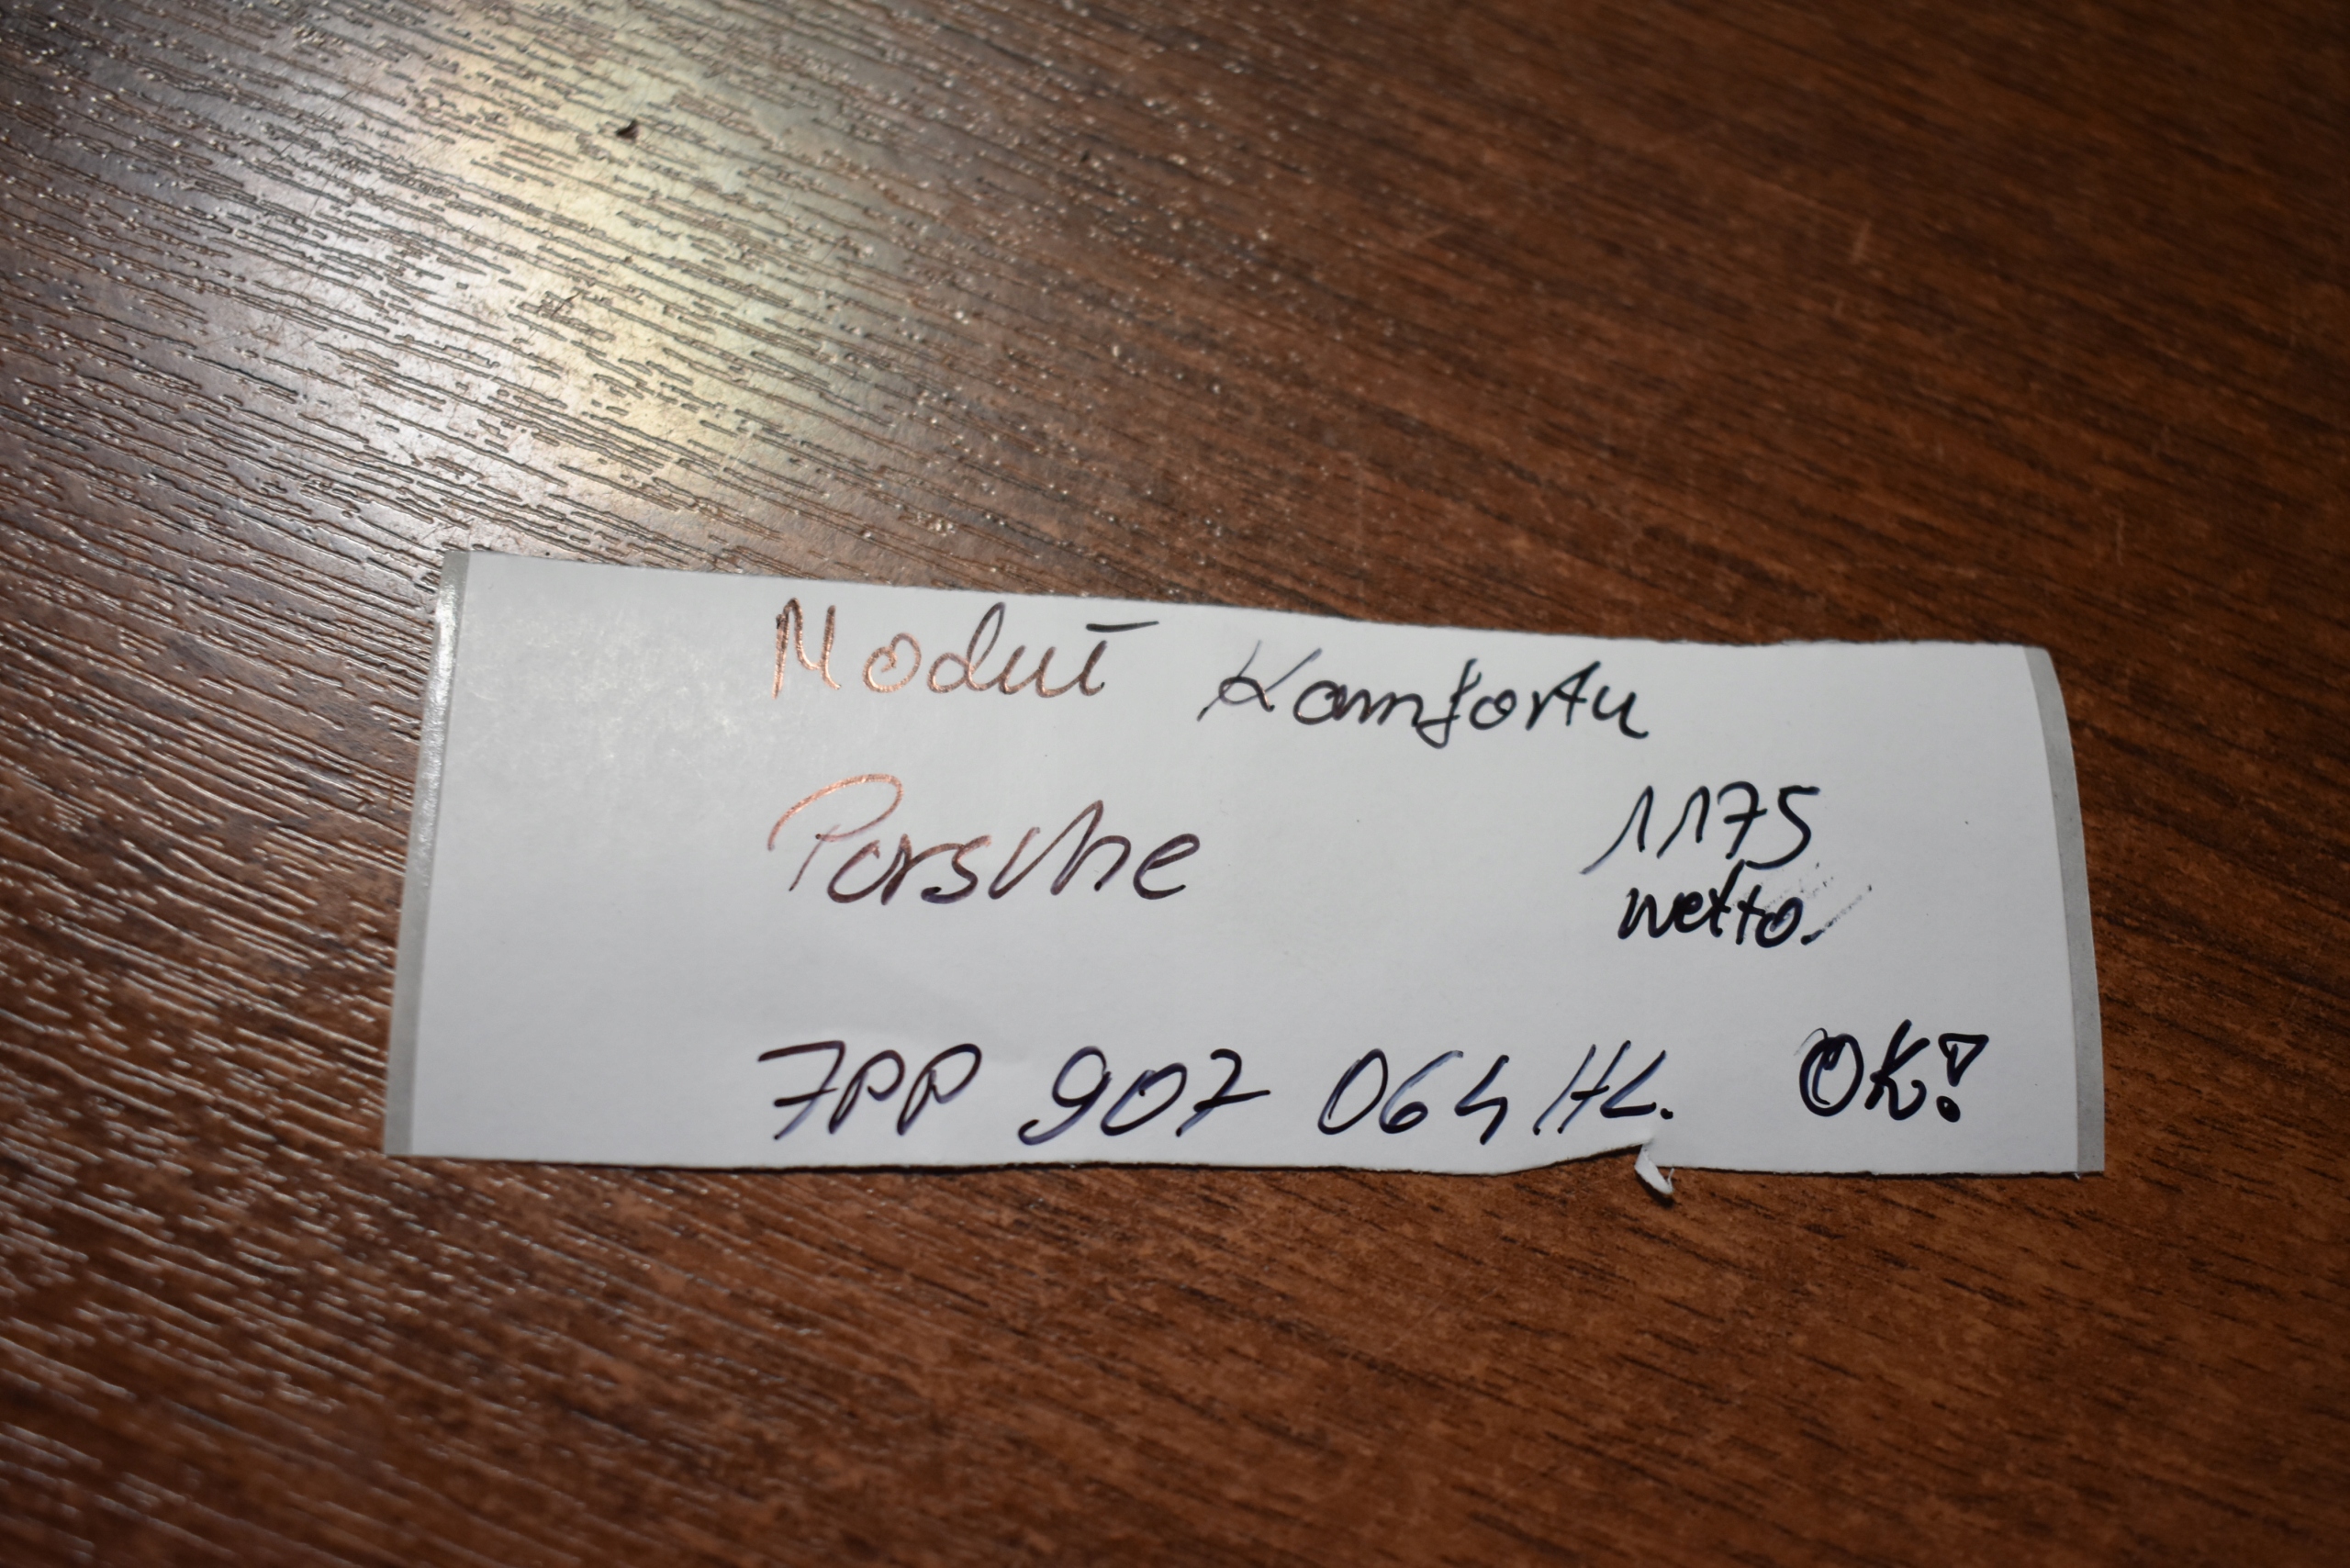 Moduł Komfortu
Porsche
1175
netto.
7PP 907 064 HL. OK!